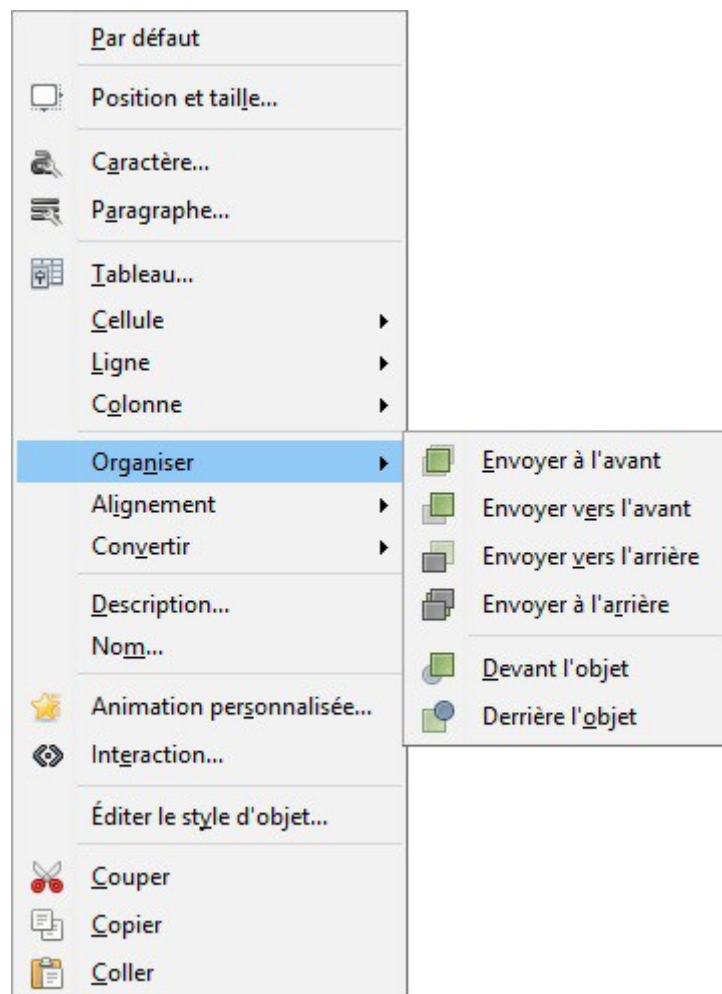 Par défaut
Position et taille...
Caractère...
Paragraphe...
Tableau...
Cellule
Ligne
Colonne
Organiser
Alignement
Convertir
Description...
Nom...
Animation personnalisée...
Interaction...
Éditer le style d'objet...
Couper
Copier
Coller
Envoyer à l'avant
Envoyer vers l'avant
Envoyer vers l'arrière
Envoyer à l'arrière
Devant l'objet
Derrière l'objet